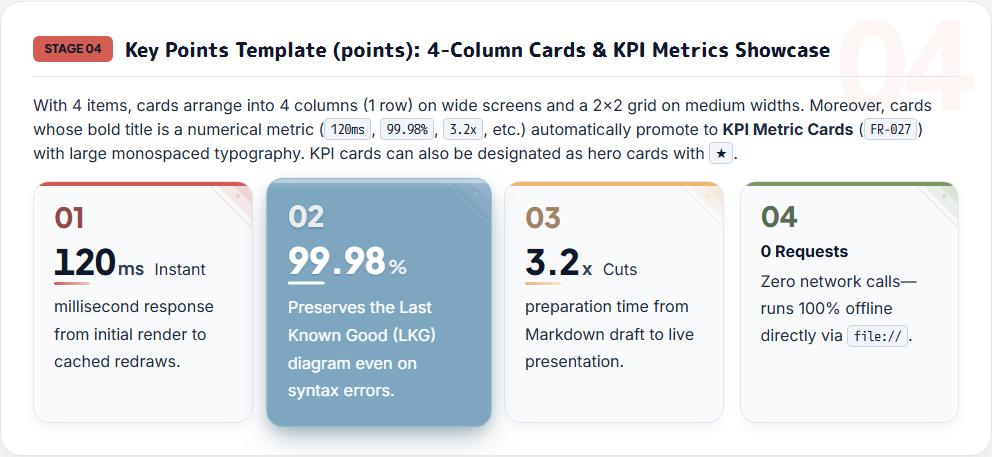 STAGE 04
Key Points Template (points): 4-Column Cards & KPI Metrics Showcase
04
With 4 items, cards arrange into 4 columns (1 row) on wide screens and a 2×2 grid on medium widths. Moreover, cards
whose bold title is a numerical metric (120ms, 99.98%, 3.2x, etc.) automatically promote to KPI Metric Cards (FR-027)
with large monospaced typography. KPI cards can also be designated as hero cards with ★.
01
120ms Instant
millisecond response
from initial render to
cached redraws.
02
99.98%
Preserves the Last
Known Good (LKG)
diagram even on
syntax errors.
03
3.2x Cuts
preparation time from
Markdown draft to live
presentation.
04
0 Requests
Zero network calls—
runs 100% offline
directly via file://.